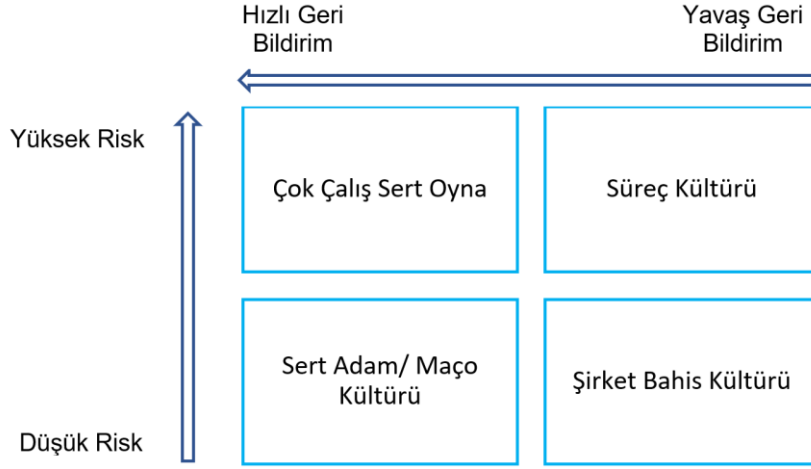 Hızlı Geri
Bildirim
Yavaş Geri
Bildirim
Yüksek Risk
Çok Çalış Sert Oyna
Süreç Kültürü
Sert Adam/ Maço
Kültürü
Şirket Bahis Kültürü
Düşük Risk